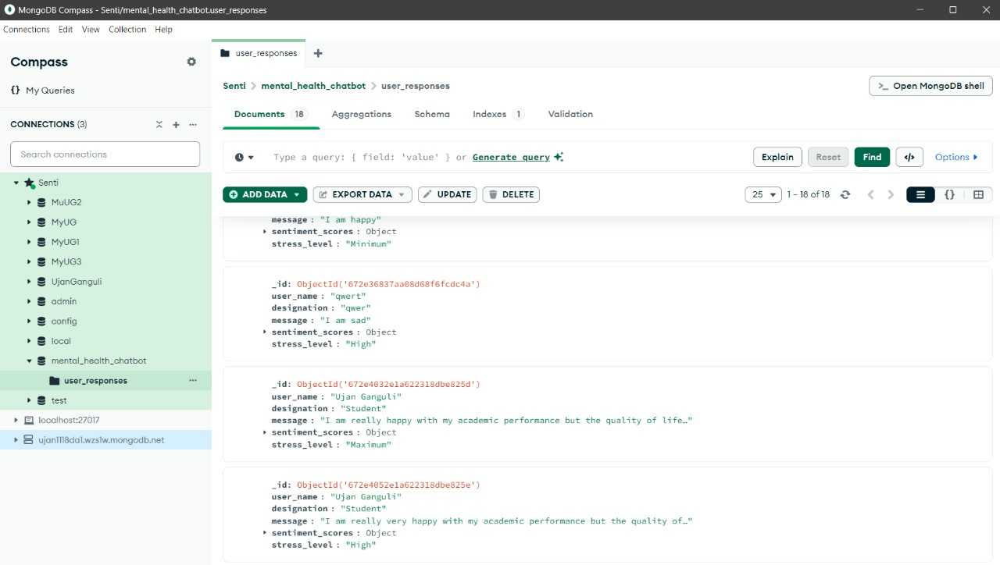 MongoDB Compass - Senti/mental_health_chatbot.user_responses
Connections Edit View Collection Help
Compass
{} My Queries
CONNECTIONS (3)
Search connections
Senti
MuUG2
MyUG
MyUG1
MyUG3
UjanGanguli
admin
config
local
mental_health_chatbot
user_responses
test
localhost:27017
ujan1118da1.wzs1w.mongodb.net
user_responses
Senti > mental_health_chatbot > user_responses
>_ Open MongoDB shell
Documents 18 Aggregations Schema Indexes 1 Validation
Type a query: { field: 'value' } or Generate query
Explain Reset Find </> Options
ADD DATA EXPORT DATA UPDATE DELETE
25 1 – 18 of 18 {}
message : "I am happy"
sentiment_scores : Object
stress_level : "Minimum"
_id: ObjectId('672e36837aa08d68f6fcdc4a')
user_name : "qwert"
designation : "qwer"
message : "I am sad"
sentiment_scores : Object
stress_level : "High"
_id: ObjectId('672e4032e1a622318dbe825d')
user_name : "Ujan Ganguli"
designation : "Student"
message : "I am really happy with my academic performance but the quality of life…"
sentiment_scores : Object
stress_level : "Maximum"
_id: ObjectId('672e4052e1a622318dbe825e')
user_name : "Ujan Ganguli"
designation : "Student"
message : "I am really very happy with my academic performance but the quality of…"
sentiment_scores : Object
stress_level : "High"